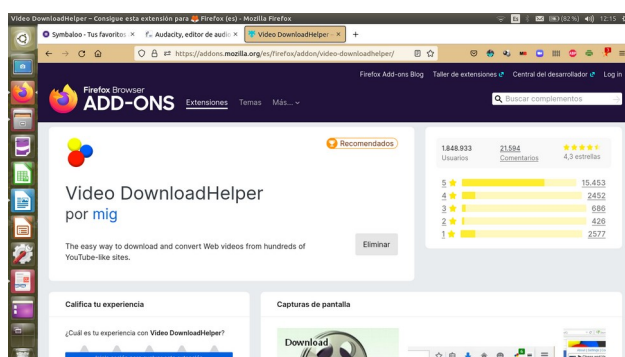 Video DownloadHelper – Consigue esta extensión para 🦊 Firefox (es) - Mozilla Firefox
Es
(82 %)
12:15
Symbaloo - Tus favoritos
Audacity, editor de audio
Video DownloadHelper -
https://addons.mozilla.org/es/firefox/addon/videodownloadhelper/
Firefox Add-ons Blog Taller de extensiones Central del desarrollador Log in
Firefox Browser
ADD-ONS
Extensiones Temas Más...
Buscar complementos
Recomendados
Video DownloadHelper
por mig
The easy way to download and convert Web videos from hundreds of
YouTube-like sites.
Eliminar
1.848.933 21.594
Usuarios Comentarios 4,3 estrellas
5 15.453
4 2452
3 686
2 426
1 2577
Califica tu experiencia
¿Cuál es tu experiencia con Video DownloadHelper?
Capturas de pantalla
Download